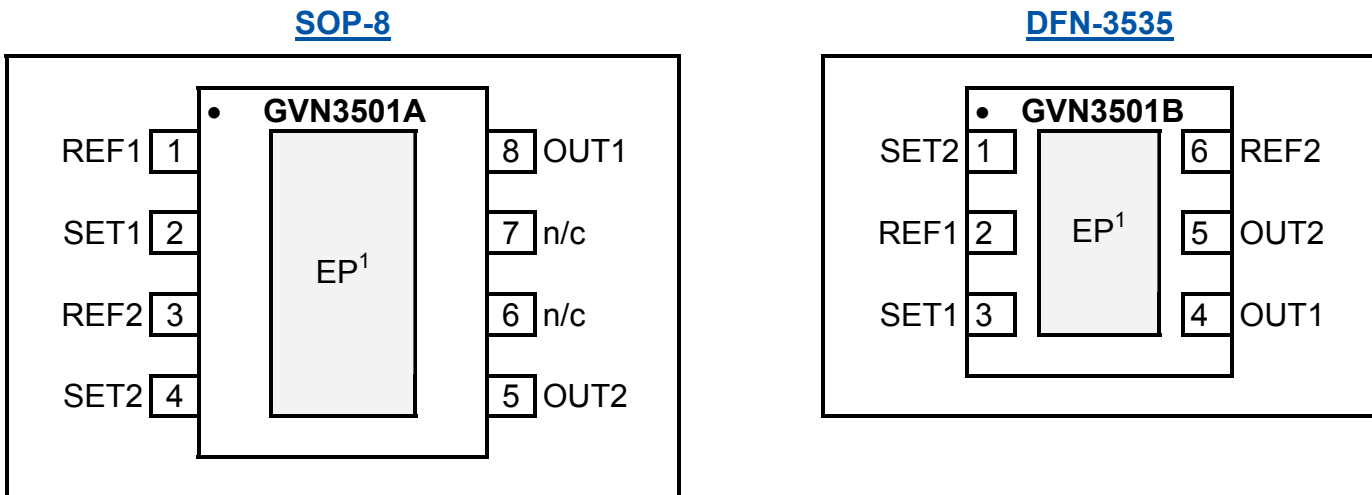 SOP-8
GVN3501A
REF1 1
SET1 2
REF2 3
SET2 4
EP¹
8 OUT1
7 n/c
6 n/c
5 OUT2
DFN-3535
GVN3501B
SET2 1
REF1 2
SET1 3
EP¹
6 REF2
5 OUT2
4 OUT1